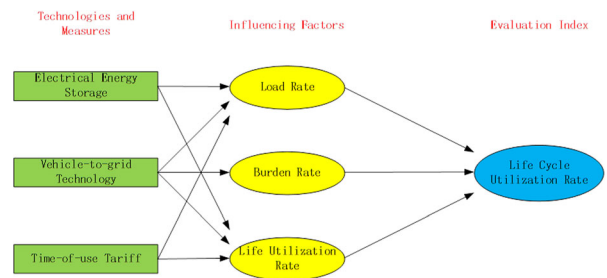 Technologies and
Measures
Influencing Factors
Evaluation Index
Electrical Energy
Storage
Load Rate
Vehicle-to-grid
Technology
Burden Rate
Life Cycle
Utilization Rate
Time-of-use Tariff
Life Utilization
Rate